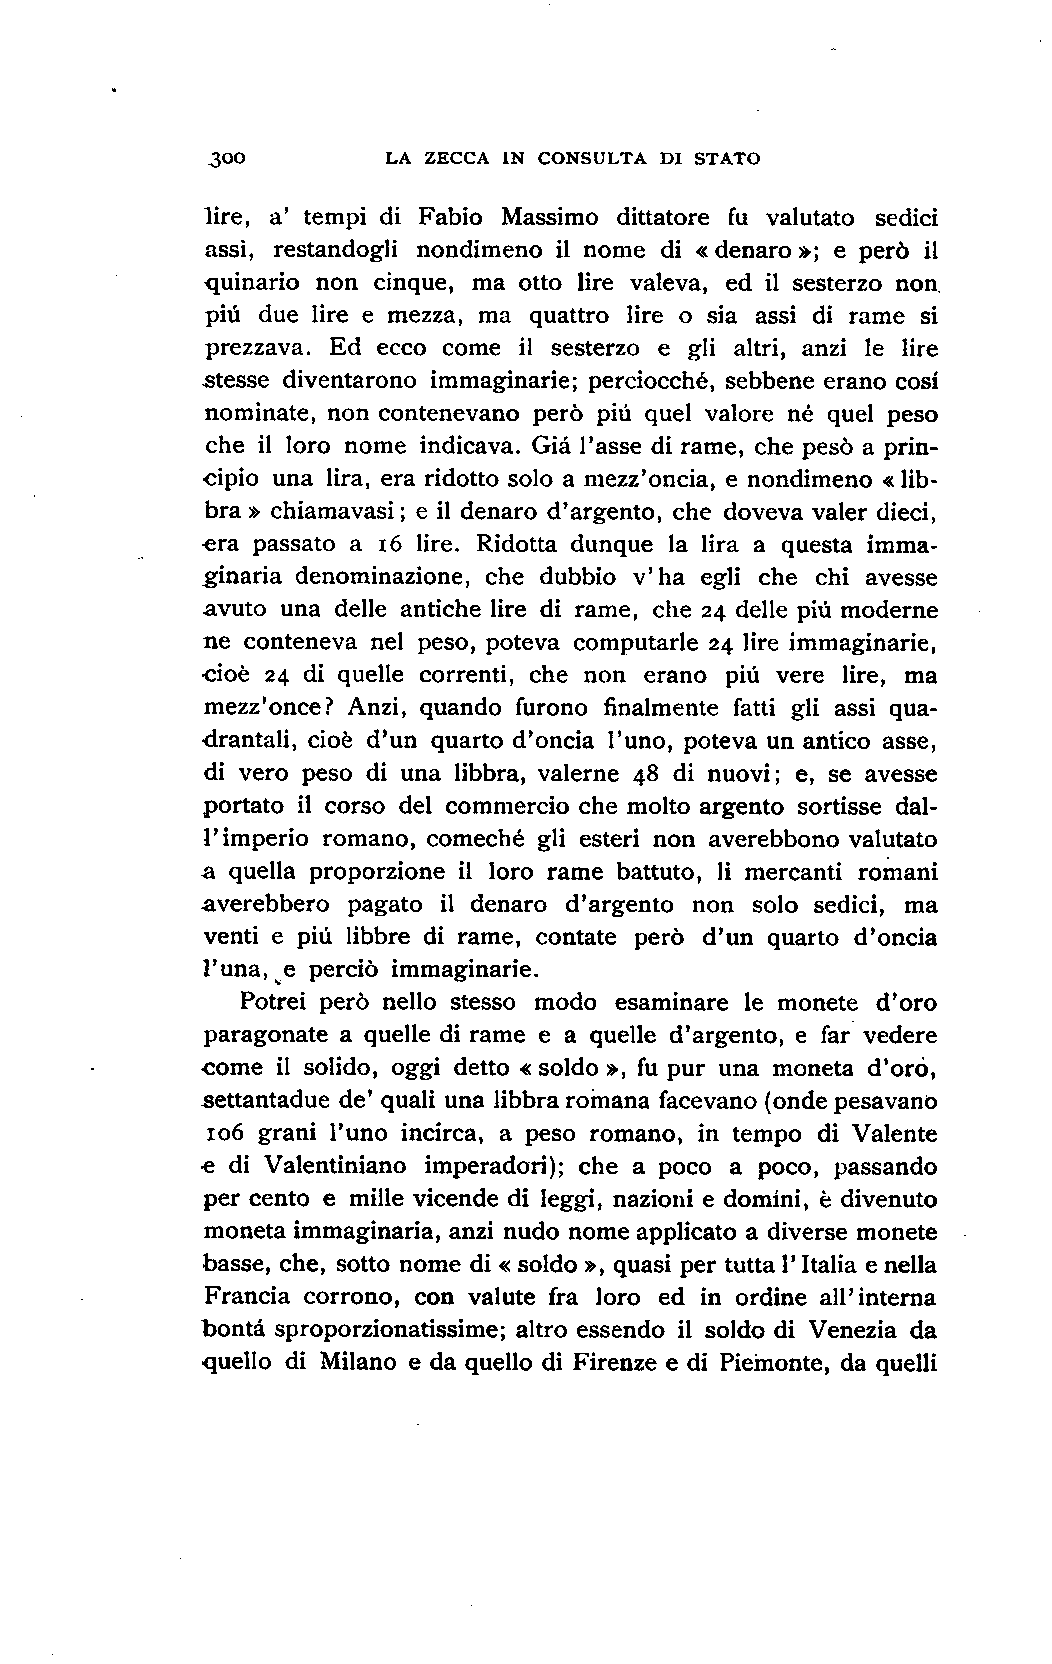 300 LA ZECCA IN CONSULTA DI STATO
lire, a' tempi di Fabio Massimo dittatore fu valutato sedici
assi, restandogli nondimeno il nome di « denaro »; e però il
quinario non cinque, ma otto lire valeva, ed il sesterzo non
piú due lire e mezza, ma quattro lire o sia assi di rame si
prezzava. Ed ecco come il sesterzo e gli altri, anzi le lire
stesse diventarono immaginarie; perciocché, sebbene erano cosí
nominate, non contenevano però piú quel valore né quel peso
che il loro nome indicava. Giá l'asse di rame, che pesò a prin-
cipio una lira, era ridotto solo a mezz'oncia, e nondimeno « lib-
bra » chiamavasi; e il denaro d'argento, che doveva valer dieci,
era passato a 16 lire. Ridotta dunque la lira a questa imma-
ginaria denominazione, che dubbio v'ha egli che chi avesse
avuto una delle antiche lire di rame, che 24 delle piú moderne
ne conteneva nel peso, poteva computarle 24 lire immaginarie,
cioè 24 di quelle correnti, che non erano piú vere lire, ma
mezz'once? Anzi, quando furono finalmente fatti gli assi qua-
drantali, cioè d'un quarto d'oncia l'uno, poteva un antico asse,
di vero peso di una libbra, valerne 48 di nuovi; e, se avesse
portato il corso del commercio che molto argento sortisse dal-
l'imperio romano, comeché gli esteri non averebbono valutato
a quella proporzione il loro rame battuto, li mercanti romani
averebbero pagato il denaro d'argento non solo sedici, ma
venti e piú libbre di rame, contate però d'un quarto d'oncia
l'una, e perciò immaginarie.
Potrei però nello stesso modo esaminare le monete d'oro
paragonate a quelle di rame e a quelle d'argento, e far vedere
come il solido, oggi detto « soldo », fu pur una moneta d'oro,
settantadue de' quali una libbra romana facevano (onde pesavano
106 grani l'uno incirca, a peso romano, in tempo di Valente
e di Valentiniano imperadori); che a poco a poco, passando
per cento e mille vicende di leggi, nazioni e domíni, è divenuto
moneta immaginaria, anzi nudo nome applicato a diverse monete
basse, che, sotto nome di « soldo », quasi per tutta l'Italia e nella
Francia corrono, con valute fra loro ed in ordine all'interna
bontá sproporzionatissime; altro essendo il soldo di Venezia da
quello di Milano e da quello di Firenze e di Piemonte, da quelli